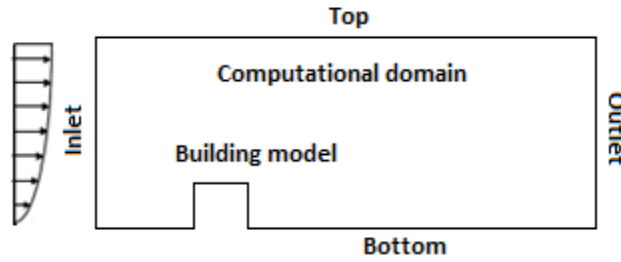 Top
Computational domain
Inlet
Outlet
Building model
Bottom